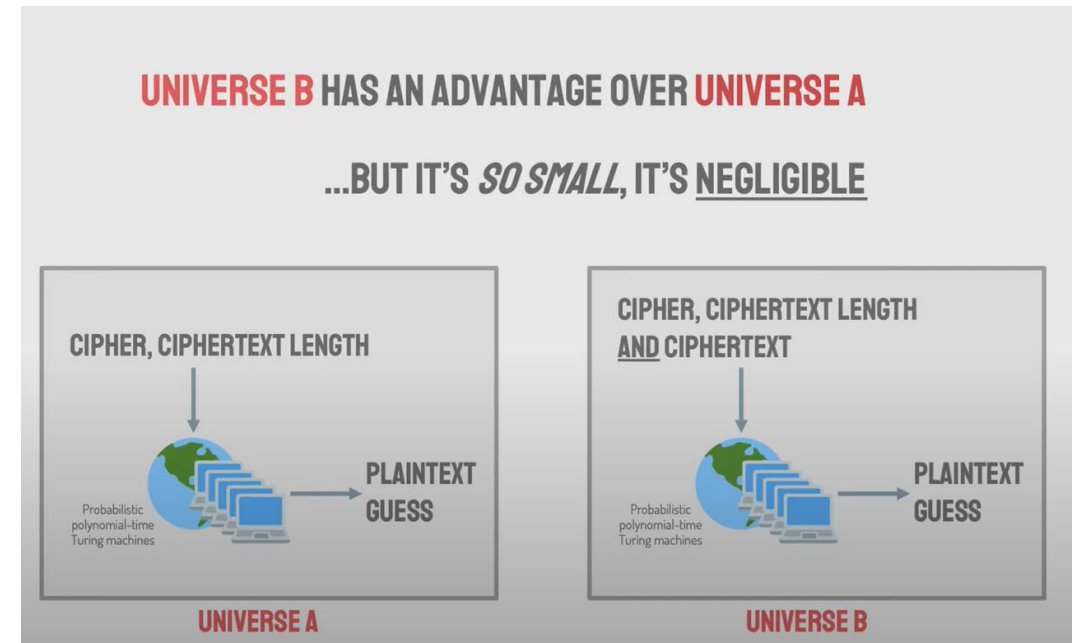 UNIVERSE B HAS AN ADVANTAGE OVER UNIVERSE A
...BUT IT'S SO SMALL, IT'S NEGLIGIBLE
CIPHER, CIPHERTEXT LENGTH
Probabilistic
polynomial-time
Turing machines
PLAINTEXT
GUESS
UNIVERSE A
CIPHER, CIPHERTEXT LENGTH
AND CIPHERTEXT
Probabilistic
polynomial-time
Turing machines
PLAINTEXT
GUESS
UNIVERSE B